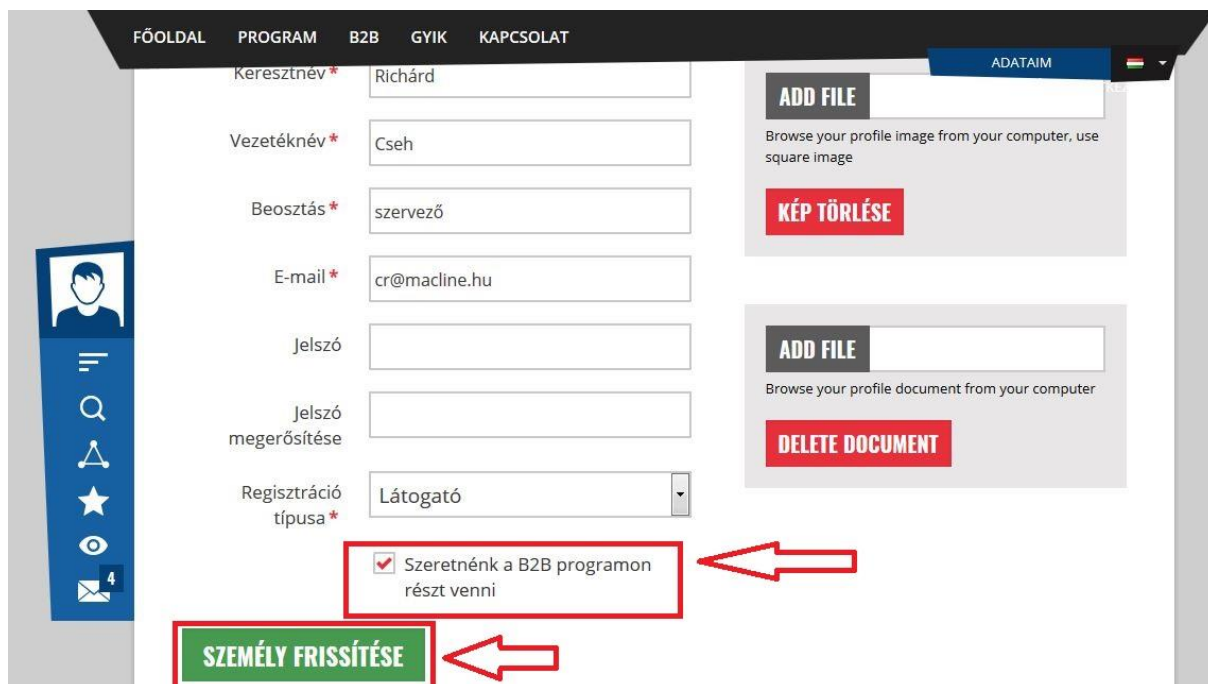 FŐOLDAL PROGRAM B2B GYIK KAPCSOLAT
ADATAIM
Keresztnév *
Richárd
Vezetéknév *
Cseh
Beosztás *
szervező
E-mail *
cr@macline.hu
Jelszó
Jelszó
megerősítése
Regisztráció
típusa *
Látogató
Szeretnénk a B2B programon
részt venni
SZEMÉLY FRISSÍTÉSE
ADD FILE
Browse your profile image from your computer, use
square image
KÉP TÖRLÉSE
ADD FILE
Browse your profile document from your computer
DELETE DOCUMENT
4